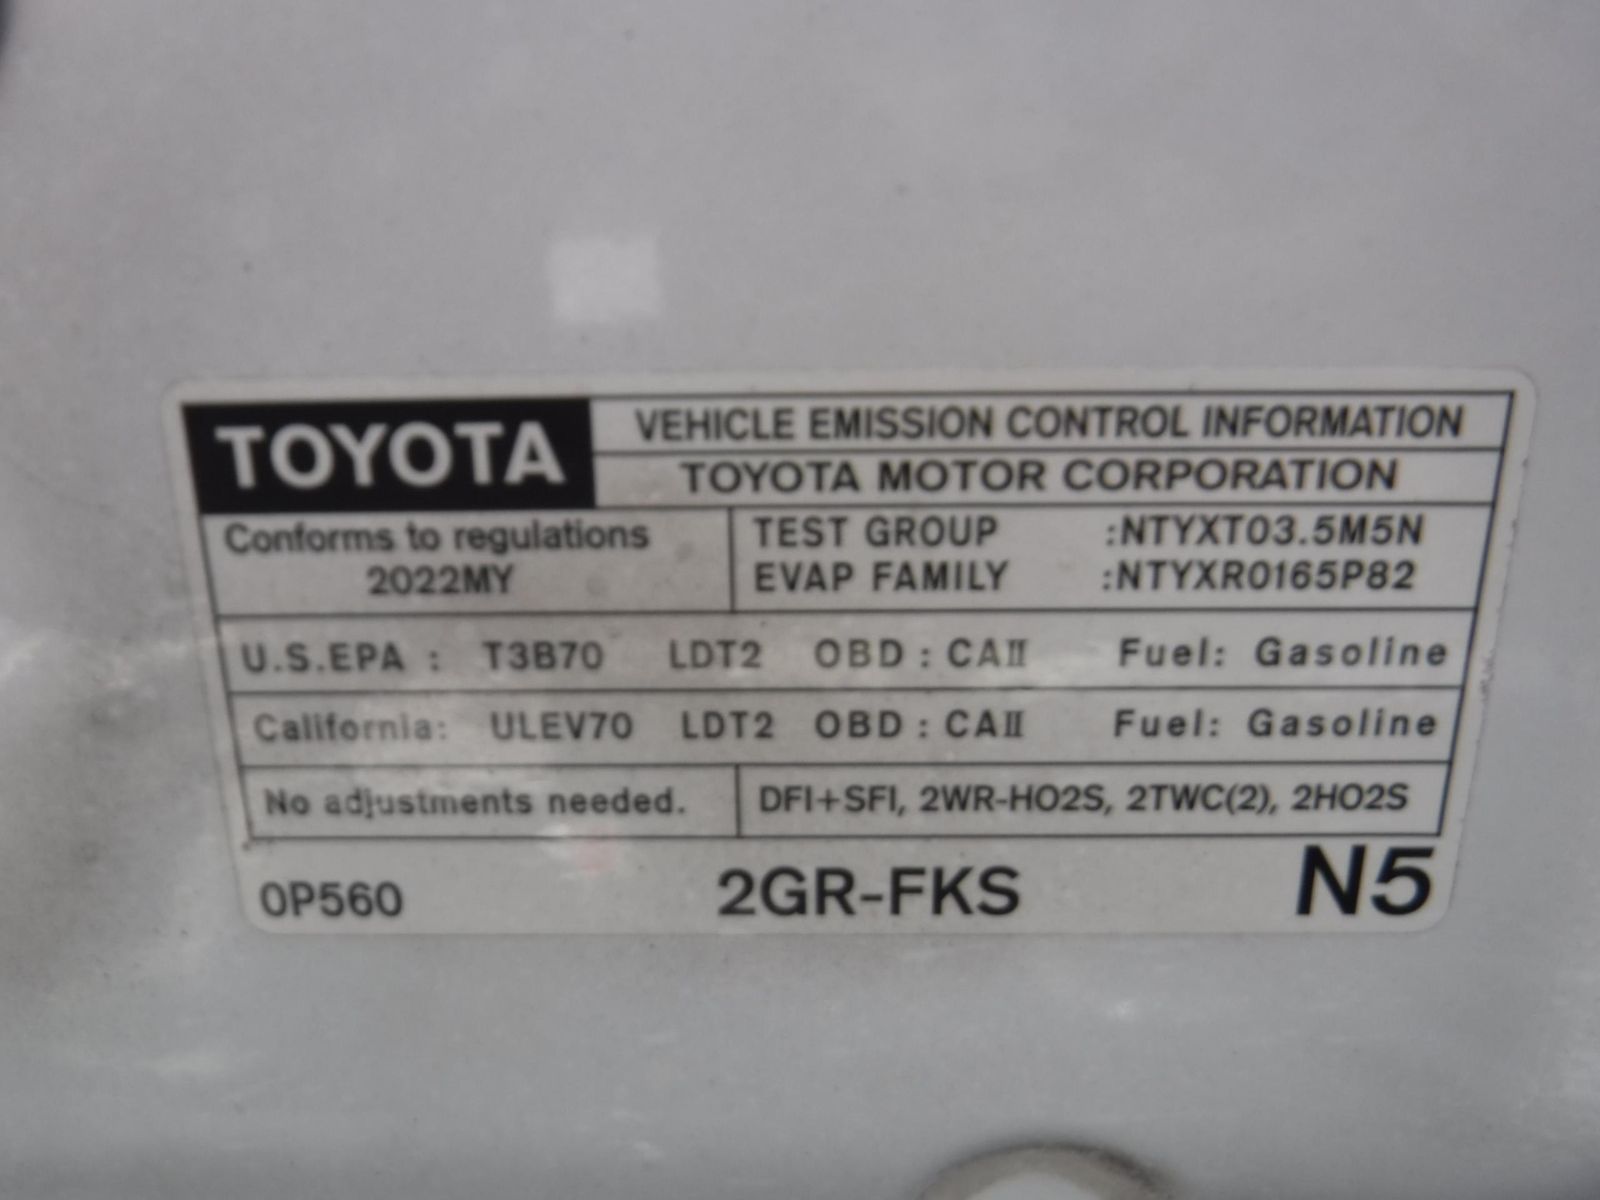 TOYOTA
VEHICLE EMISSION CONTROL INFORMATION
TOYOTA MOTOR CORPORATION
Conforms to regulations
2022MY
TEST GROUP :NTYXT03.5M5N
EVAP FAMILY :NTYXR0165P82
U.S.EPA : T3B70 LDT2 OBD : CAII Fuel: Gasoline
California: ULEV70 LDT2 OBD : CAII Fuel: Gasoline
No adjustments needed.
DFI+SFI, 2WR-HO2S, 2TWC(2), 2HO2S
0P560 2GR-FKS N5